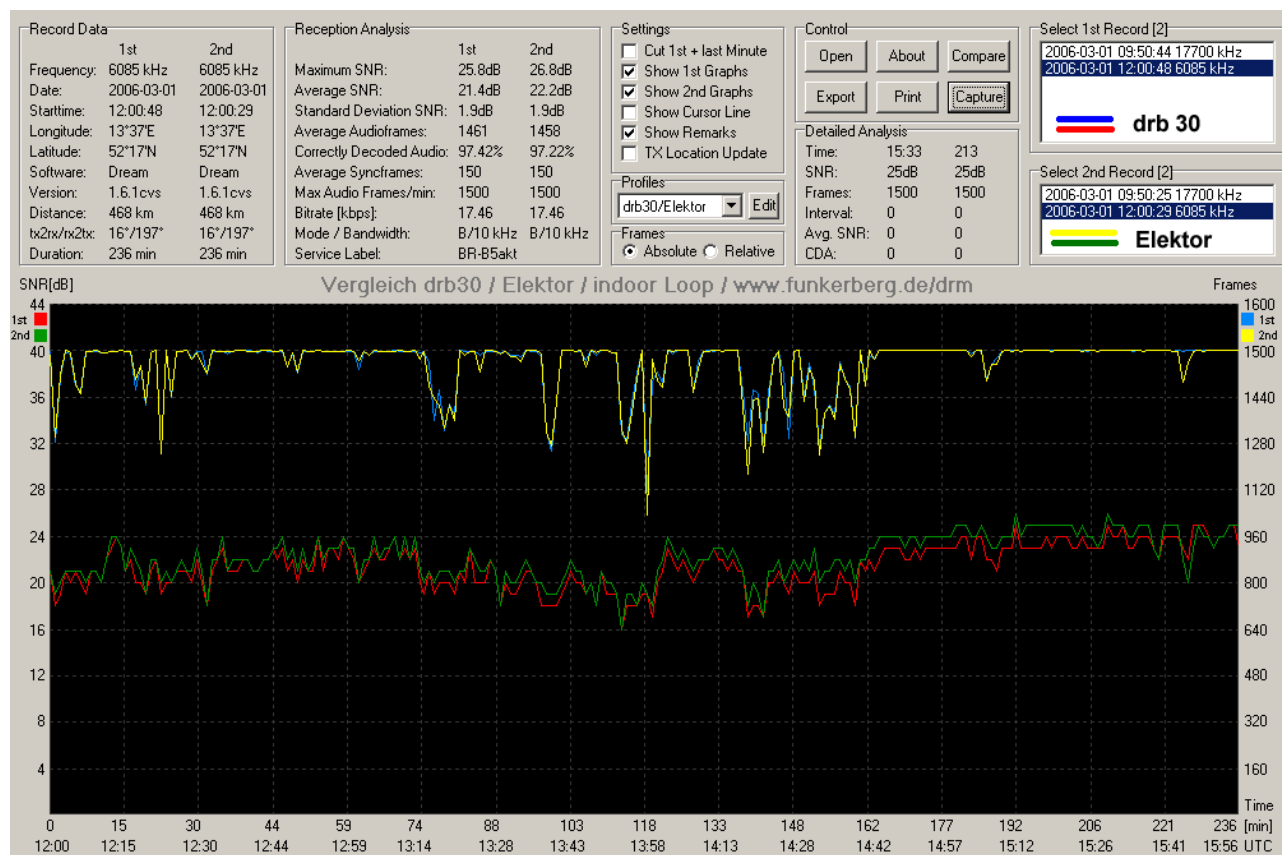 Record Data
1st 2nd
Frequency: 6085 kHz 6085 kHz
Date: 2006-03-01 2006-03-01
Starttime: 12:00:48 12:00:29
Longitude: 13°37'E 13°37'E
Latitude: 52°17'N 52°17'N
Software: Dream Dream
Version: 1.6.1cvs 1.6.1cvs
Distance: 468 km 468 km
tx2rx/rx2tx: 16°/197° 16°/197°
Duration: 236 min 236 min
Reception Analysis
1st 2nd
Maximum SNR: 25.8dB 26.8dB
Average SNR: 21.4dB 22.2dB
Standard Deviation SNR: 1.9dB 1.9dB
Average Audioframes: 1461 1458
Correctly Decoded Audio: 97.42% 97.22%
Average Syncframes: 150 150
Max Audio Frames/min: 1500 1500
Bitrate [kbps]: 17.46 17.46
Mode / Bandwidth: B/10 kHz B/10 kHz
Service Label: BR-B5akt
Settings
Cut 1st + last Minute
Show 1st Graphs
Show 2nd Graphs
Show Cursor Line
Show Remarks
TX Location Update
Profiles
drb30/Elektor Edit
Frames
Absolute Relative
Control
Open About Compare
Export Print Capture
Detailed Analysis
Time: 15:33 213
SNR: 25dB 25dB
Frames: 1500 1500
Interval: 0 0
Avg. SNR: 0 0
CDA: 0 0
Select 1st Record [2]
2006-03-01 09:50:44 17700 kHz
2006-03-01 12:00:48 6085 kHz
drb 30
Select 2nd Record [2]
2006-03-01 09:50:25 17700 kHz
2006-03-01 12:00:29 6085 kHz
Elektor
SNR[dB] Vergleich drb30 / Elektor / indoor Loop / www.funkerberg.de/drm Frames
44 1600
1st 1st
2nd 2nd
40 1500
36 1440
32 1280
28 1120
24 960
20 800
16 640
12 480
8 320
4 160
Time
0 15 30 44 59 74 88 103 118 133 148 162 177 192 206 221 236 [min]
12:00 12:15 12:30 12:44 12:59 13:14 13:28 13:43 13:58 14:13 14:28 14:42 14:57 15:12 15:26 15:41 15:56 UTC